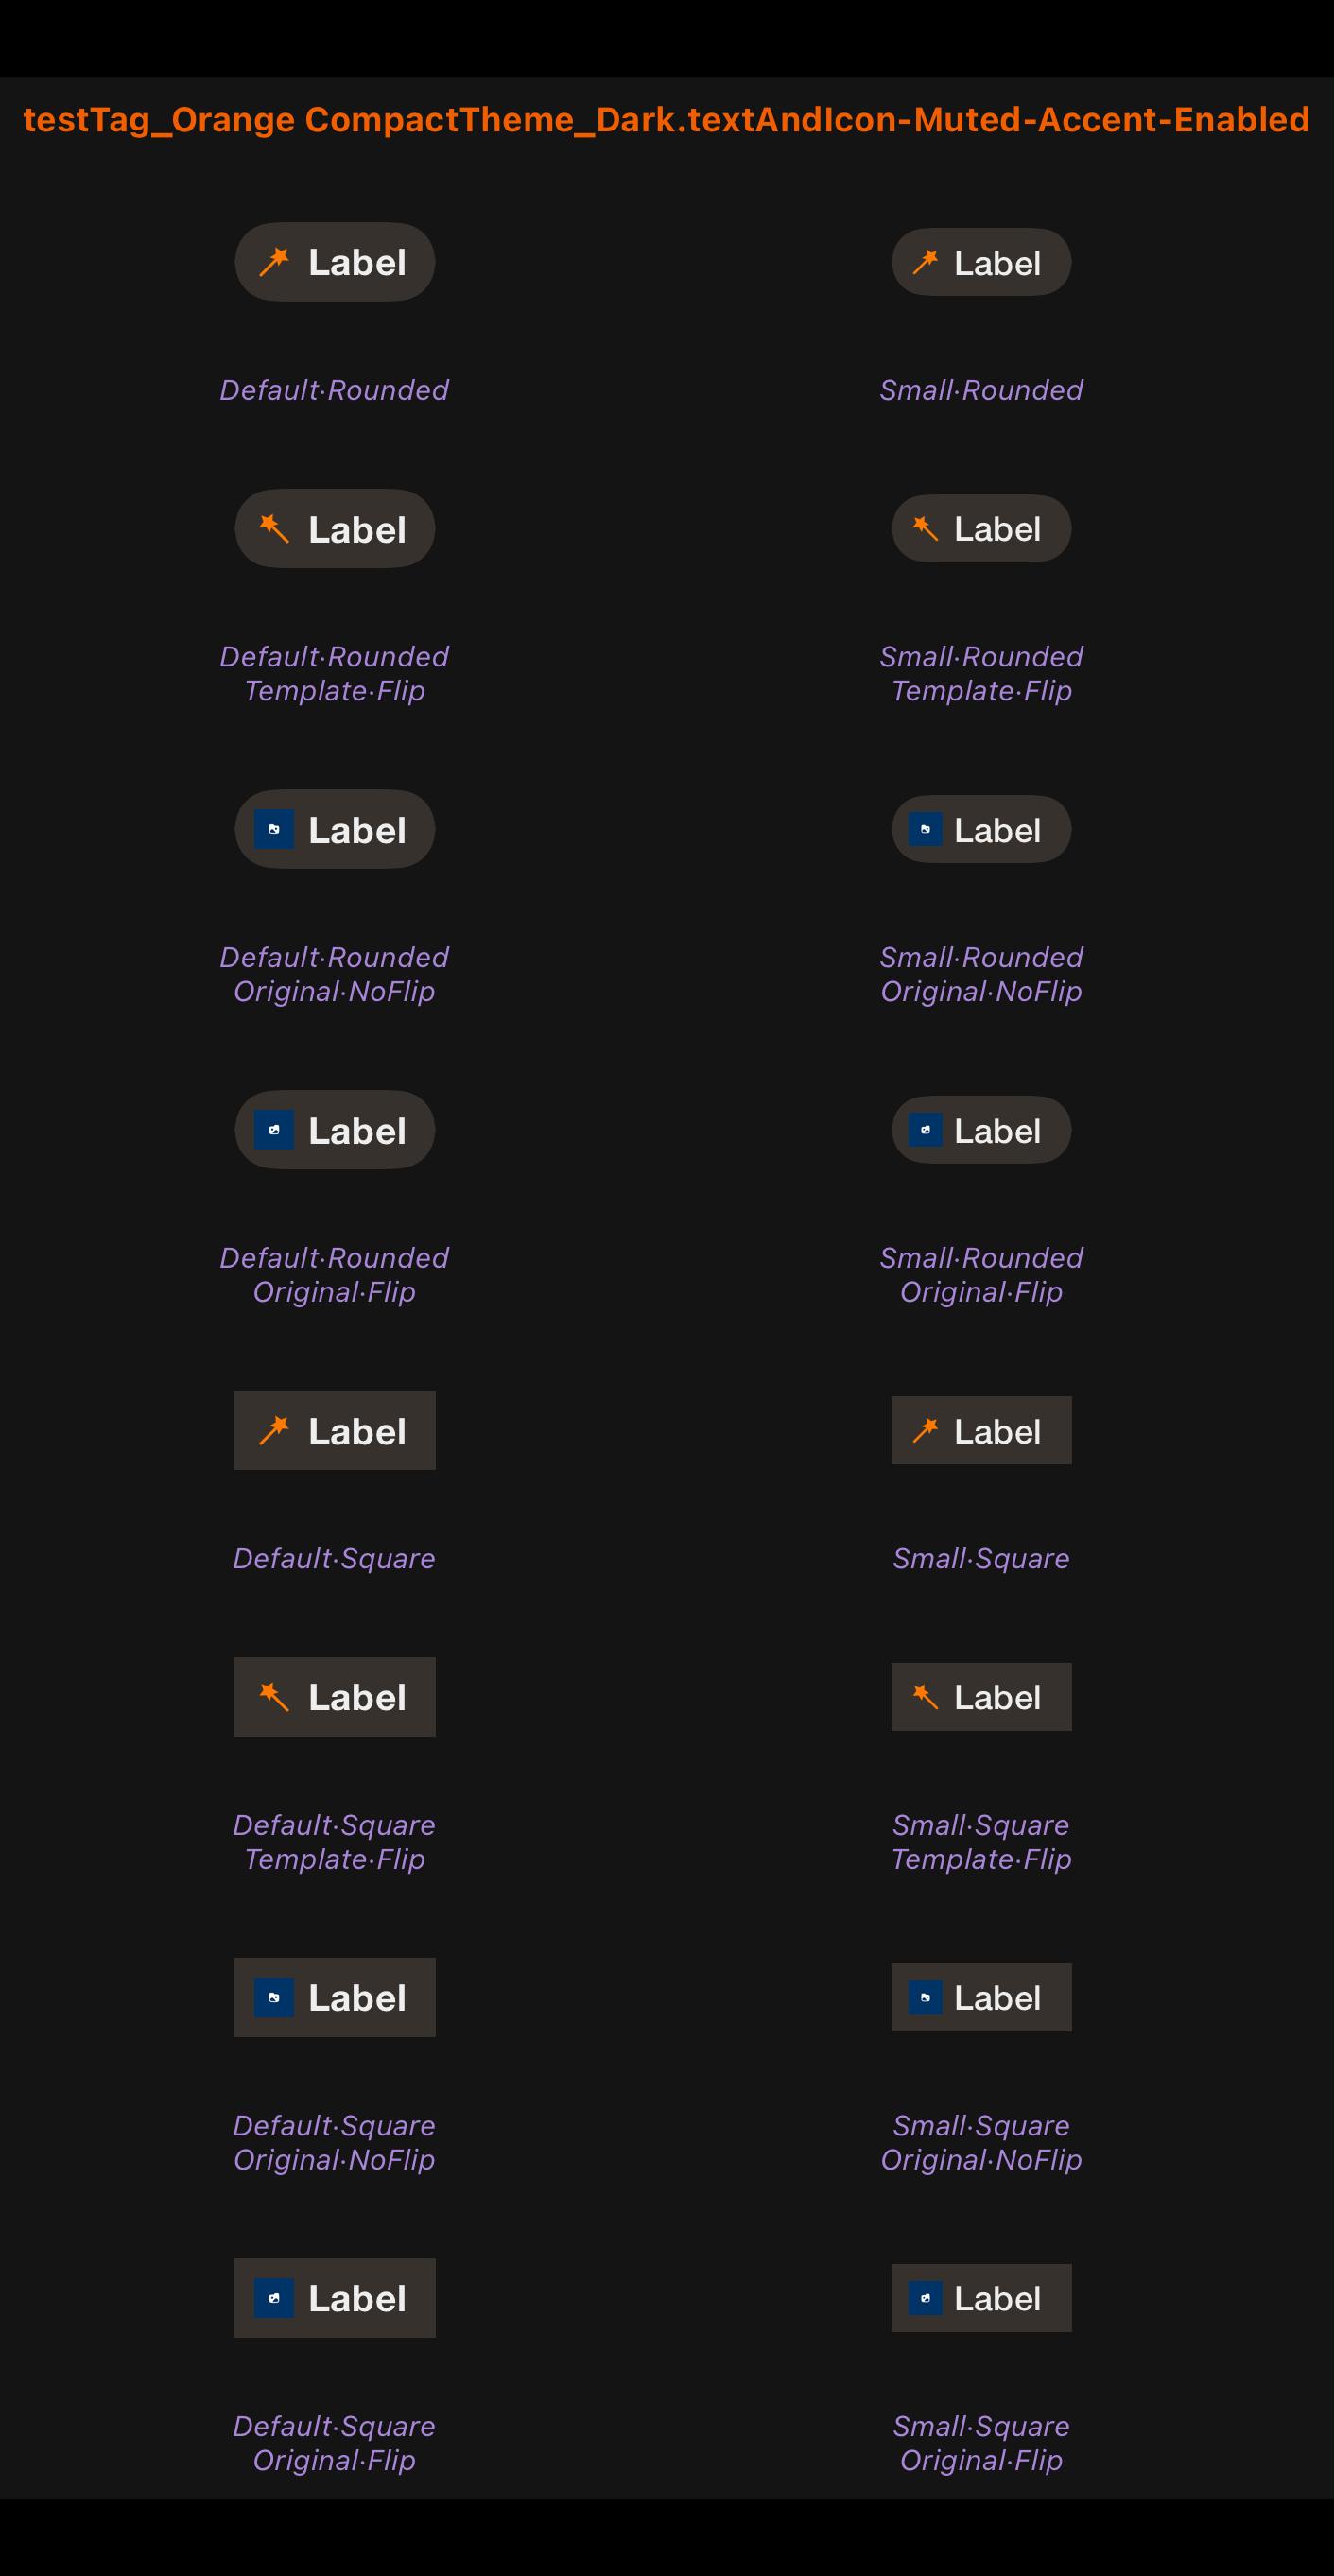 testTag_Orange CompactTheme_Dark.textAndIcon-Muted-Accent-Enabled
Label
Label
Default·Rounded
Small·Rounded
Label
Label
Default·Rounded
Template·Flip
Small·Rounded
Template·Flip
Label
Label
Default·Rounded
Original·NoFlip
Small·Rounded
Original·NoFlip
Label
Label
Default·Rounded
Original·Flip
Small·Rounded
Original·Flip
Label
Label
Default·Square
Small·Square
Label
Label
Default·Square
Template·Flip
Small·Square
Template·Flip
Label
Label
Default·Square
Original·NoFlip
Small·Square
Original·NoFlip
Label
Label
Default·Square
Original·Flip
Small·Square
Original·Flip